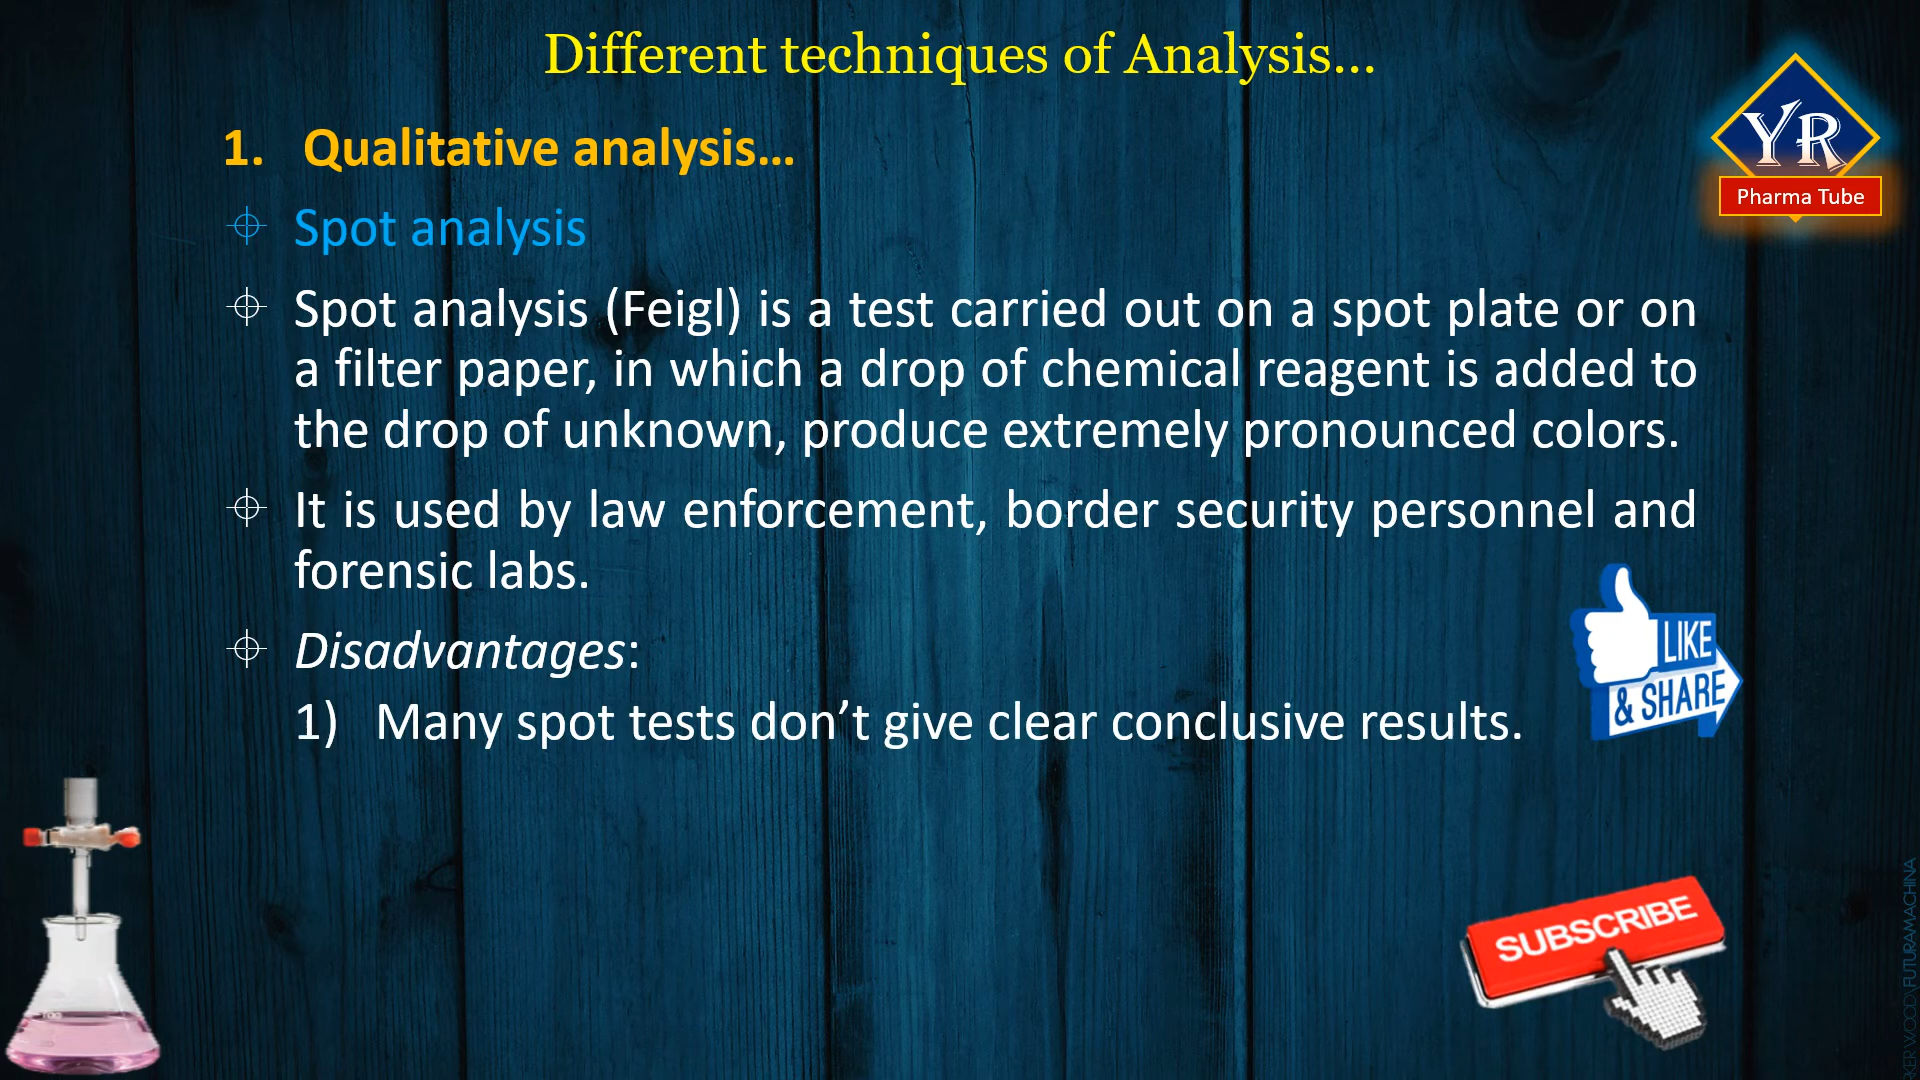 Different techniques of Analysis...
YR
Pharma Tube
1. Qualitative analysis...
Spot analysis
Spot analysis (Feigl) is a test carried out on a spot plate or on
a filter paper, in which a drop of chemical reagent is added to
the drop of unknown, produce extremely pronounced colors.
It is used by law enforcement, border security personnel and
forensic labs.
Disadvantages:
1) Many spot tests don’t give clear conclusive results.
LIKE
& SHARE
SUBSCRIBE
FUTURAMACHINA